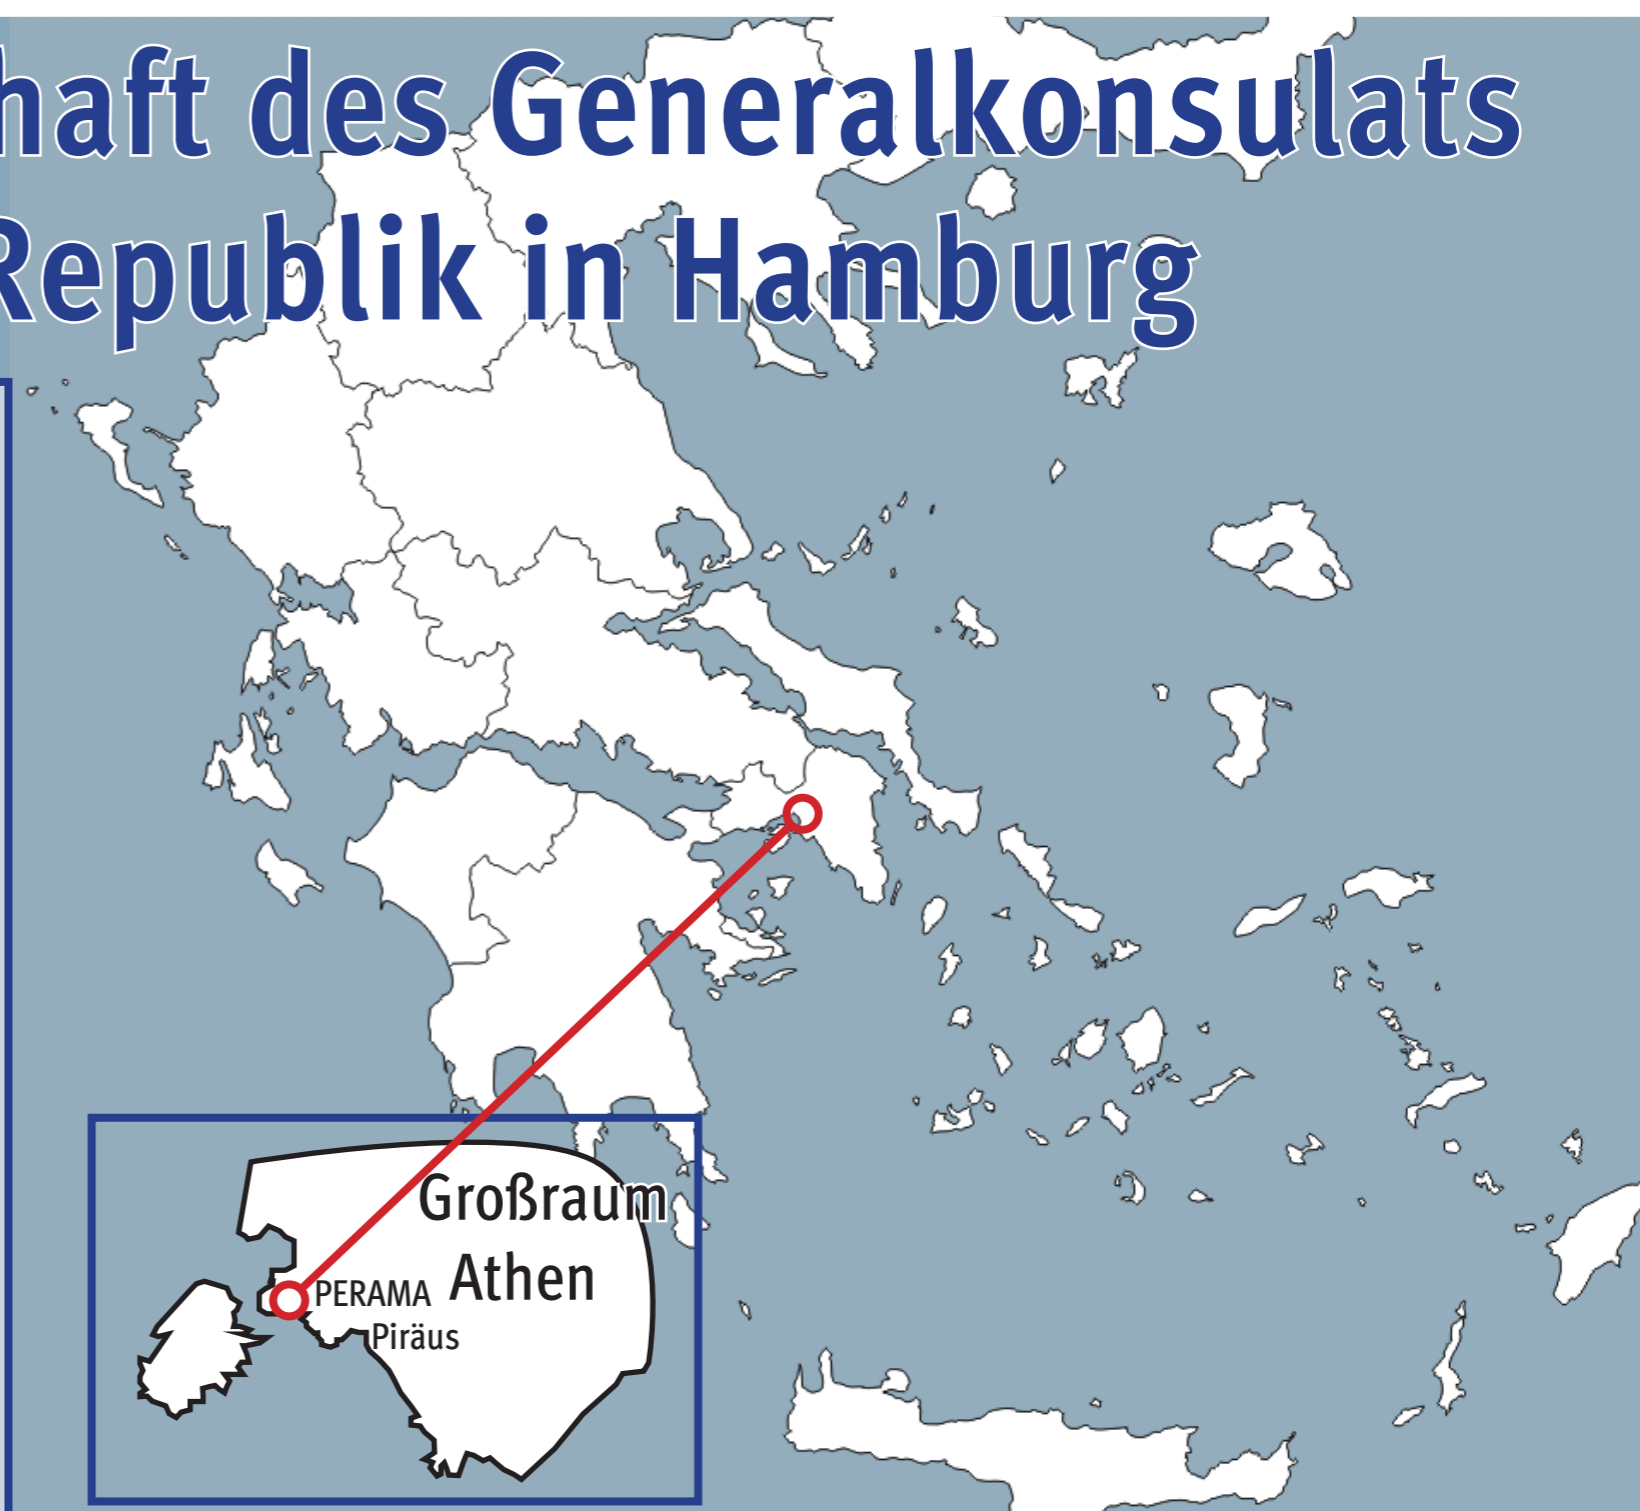 haft des Generalkonsulats
Republik in Hamburg
Großraum
Athen
PERAMA
Piräus